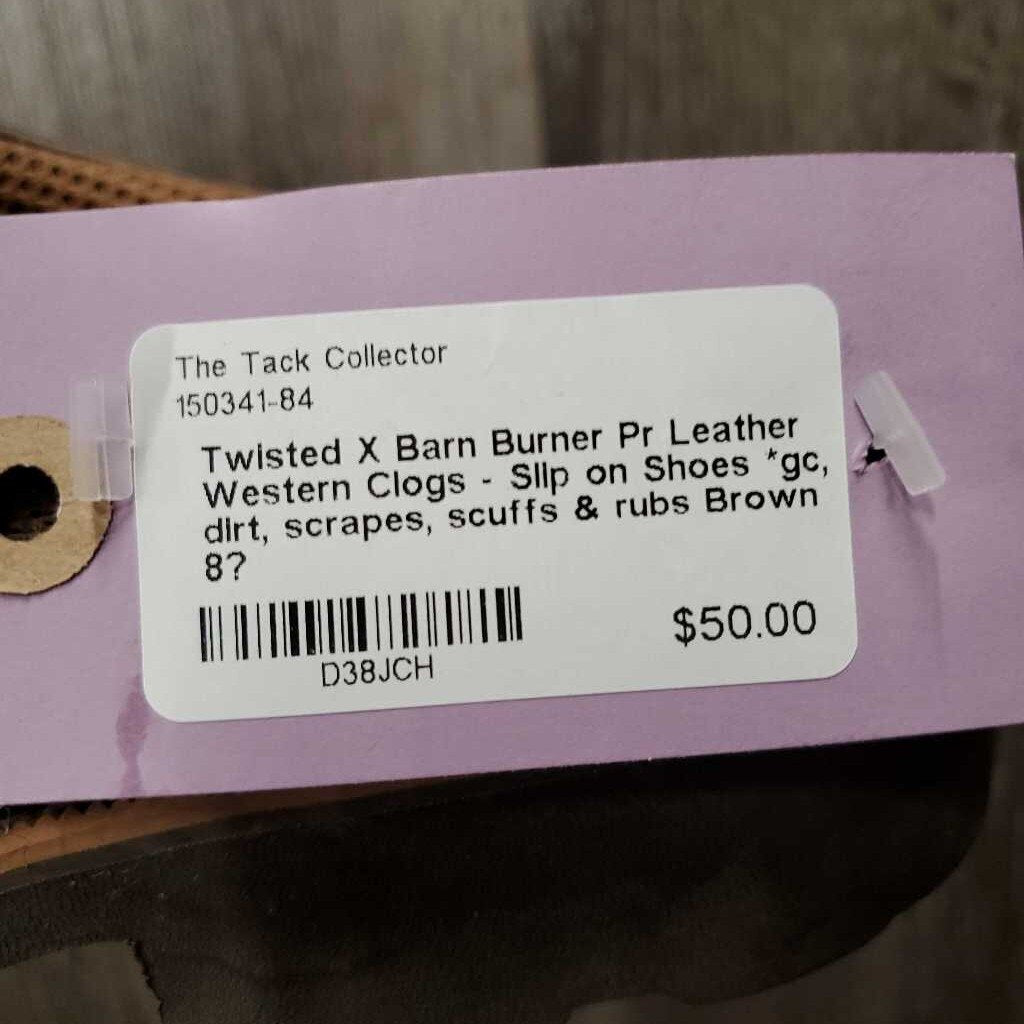 The Tack Collector
150341-84
Twisted X Barn Burner Pr Leather
Western Clogs - Slip on Shoes *gc,
dirt, scrapes, scuffs & rubs Brown
8?
$50.00
D38JCH